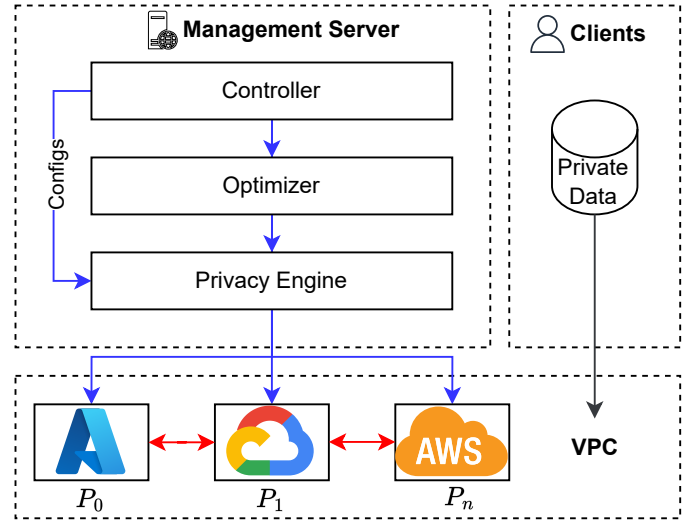 Management Server
Clients
Controller
Configs
Optimizer
Privacy Engine
Private
Data
AWS
VPC
P₀
P₁
Pₙ